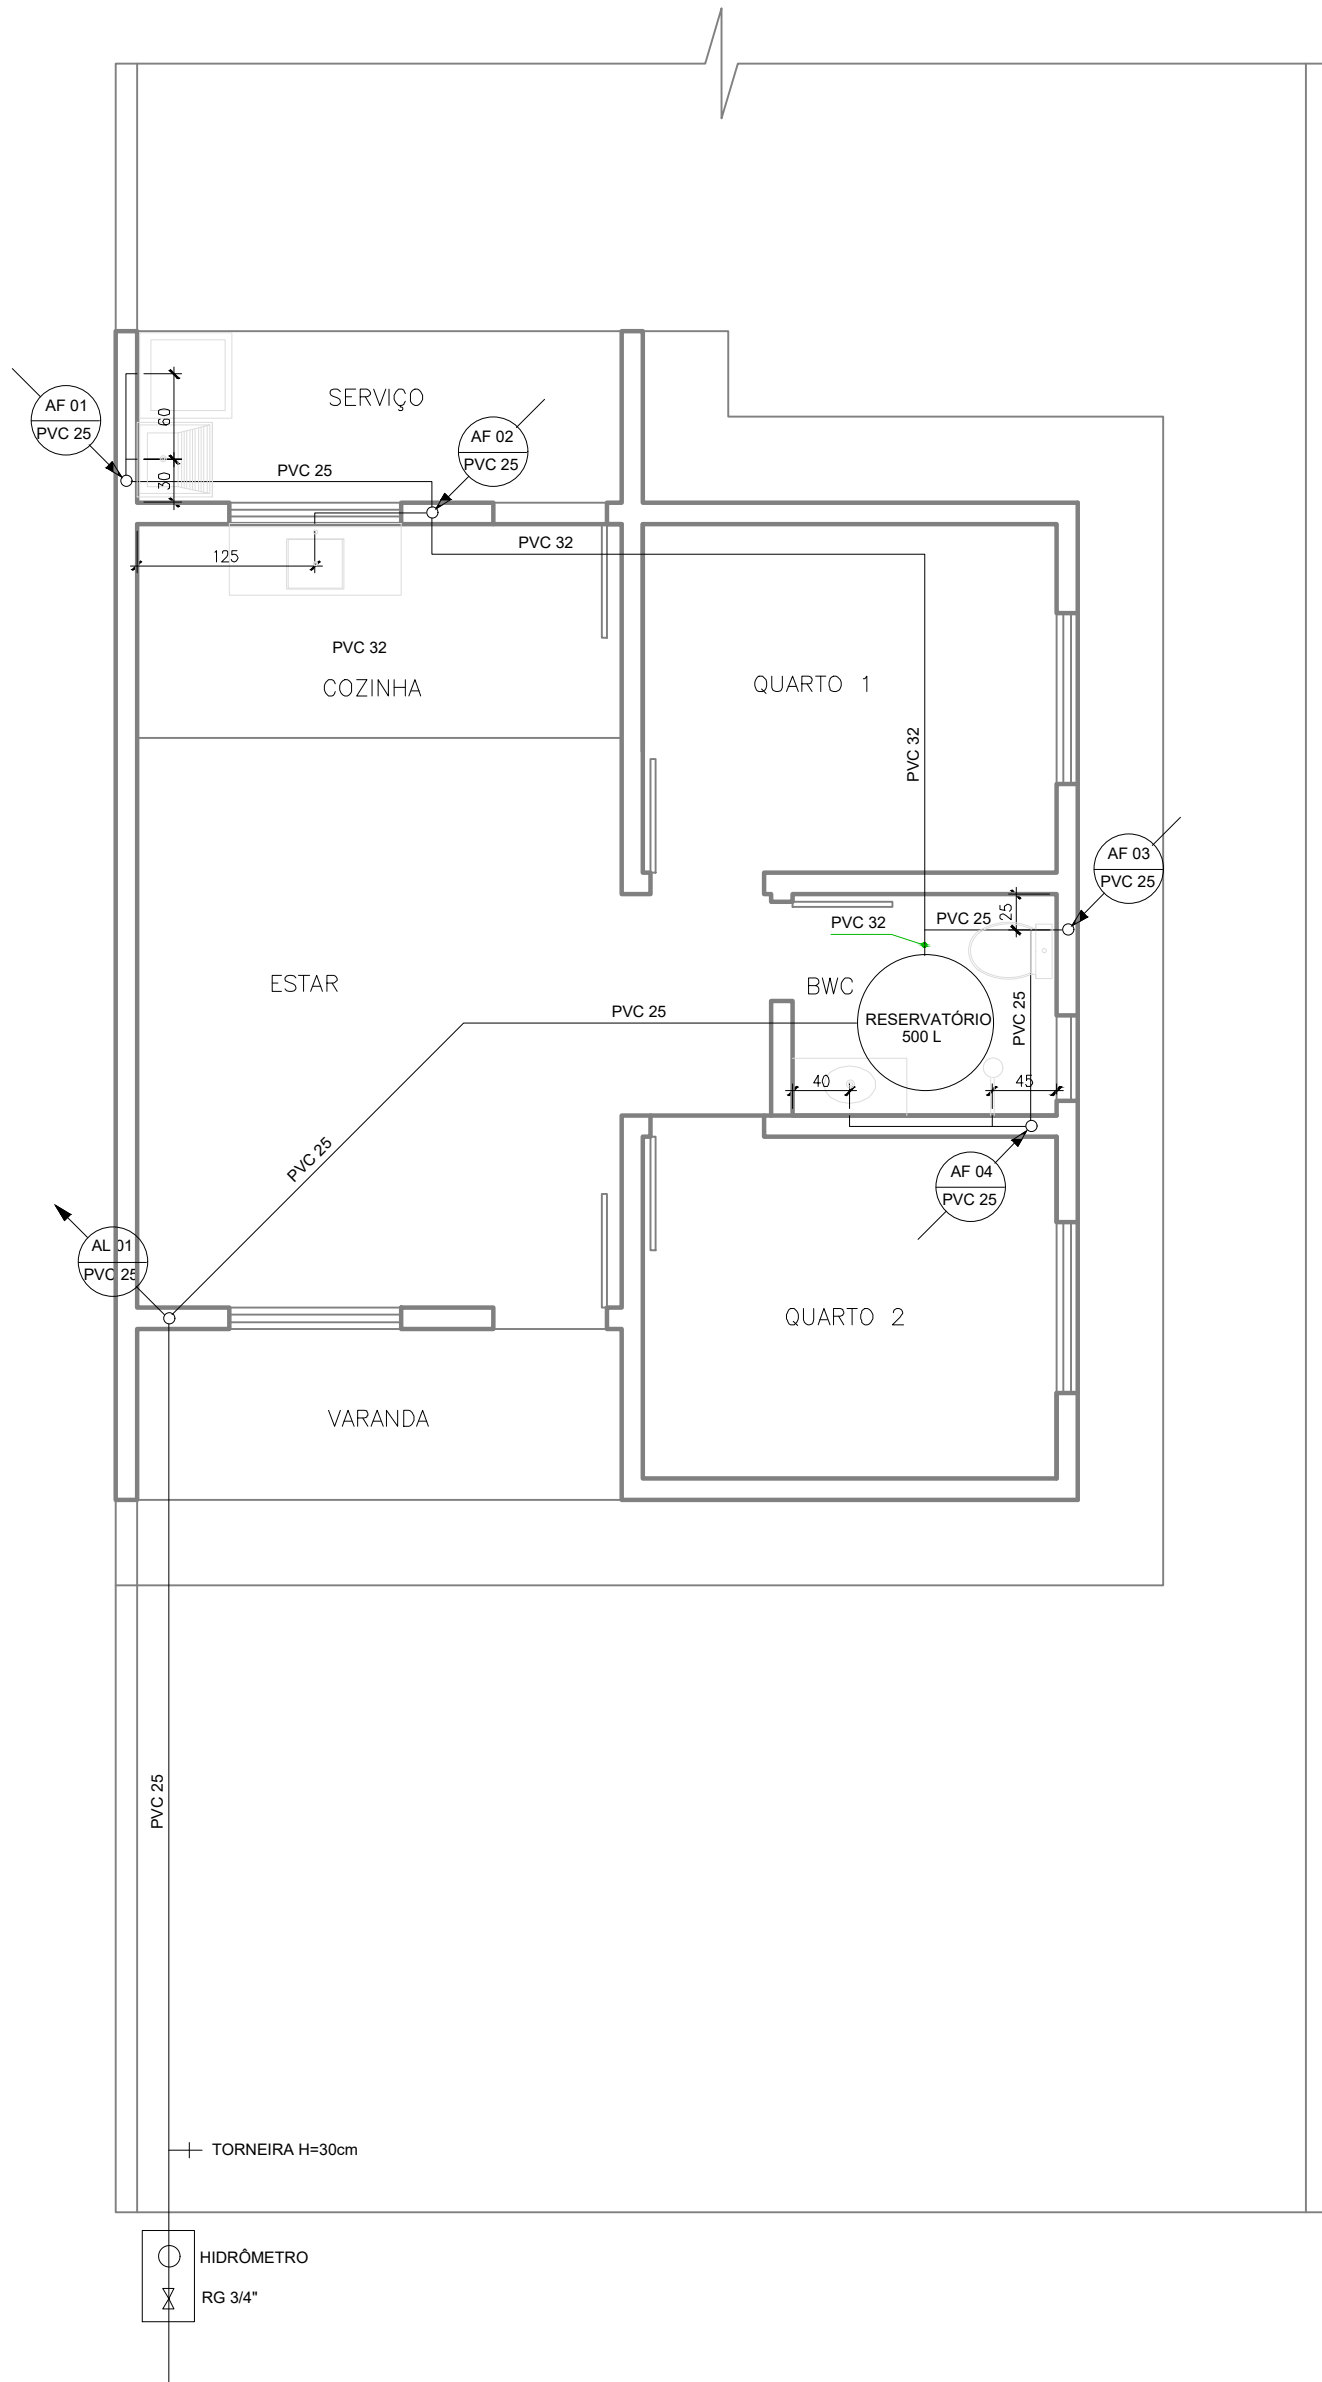 SERVIÇO
AF 01
PVC 25
60
30
AF 02
PVC 25
PVC 25
PVC 32
125
PVC 32
COZINHA
QUARTO 1
PVC 32
AF 03
PVC 25
25
PVC 25
PVC 32
ESTAR
BWC
PVC 25
PVC 25
RESERVATÓRIO
500 L
40
45
PVC 25
AF 04
PVC 25
AL 01
PVC 25
QUARTO 2
VARANDA
PVC 25
TORNEIRA H=30cm
HIDRÔMETRO
RG 3/4"